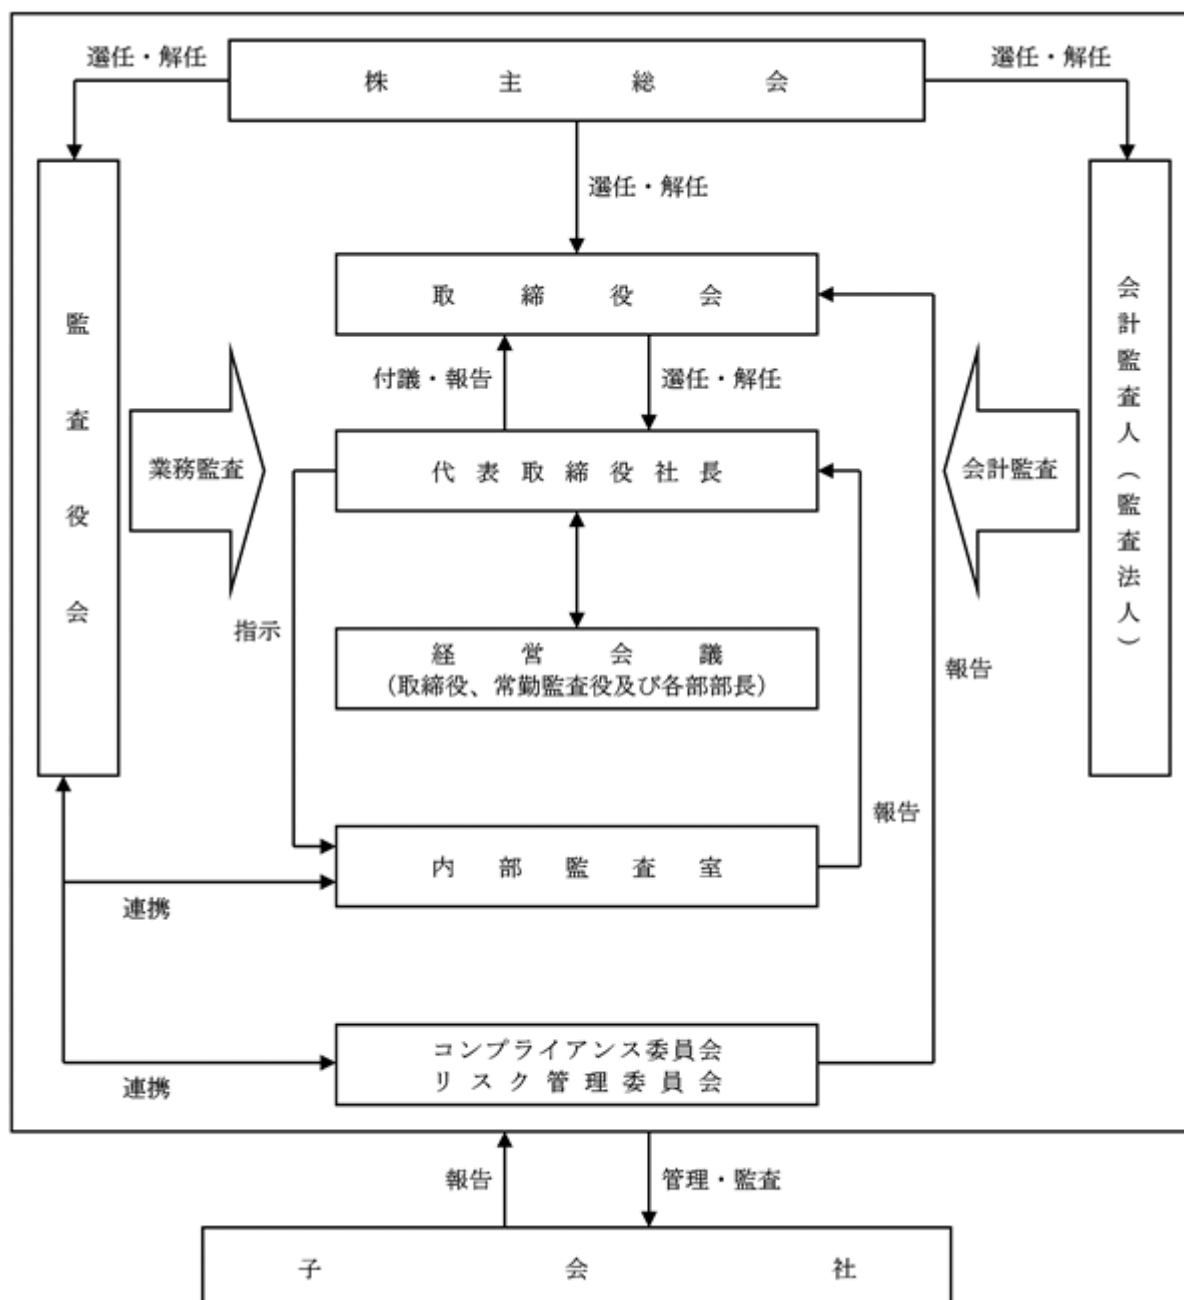 選任・解任
選任・解任
株主総会
選任・解任
取締役会
監査役会
会計監査人(監査法人)
付議・報告
選任・解任
業務監査
代表取締役社長
会計監査
指示
経営会議
(取締役、常勤監査役及び各部部長)
報告
報告
内部監査室
連携
コンプライアンス委員会
リスク管理委員会
連携
報告
管理・監査
子会社